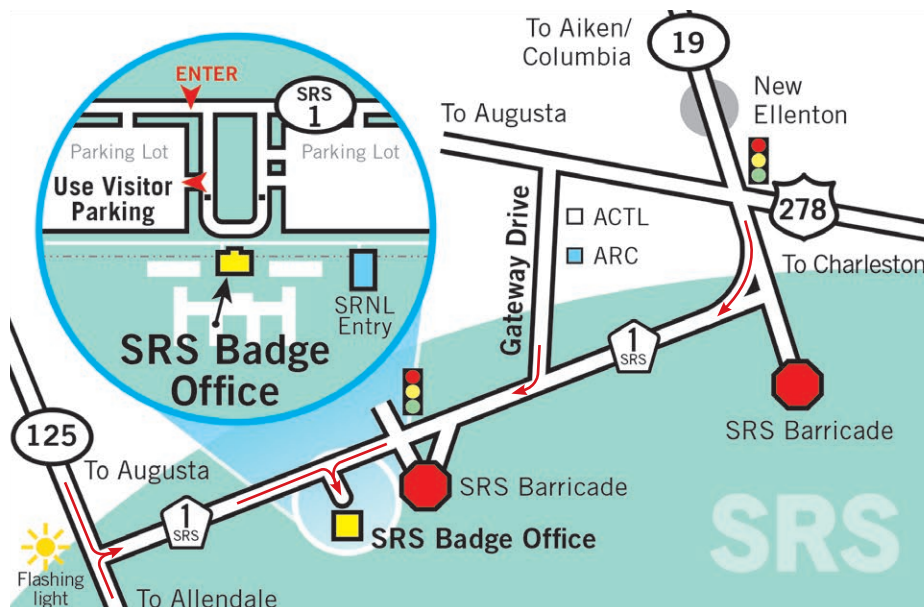 ENTER
SRS
1
Parking Lot
Parking Lot
Use Visitor
Parking
SRNL
Entry
SRS Badge
Office
To Aiken/
Columbia
19
New
Ellenton
To Augusta
278
To Charleston
Gateway Drive
ACTL
ARC
1
SRS
SRS Barricade
125
To Augusta
1
SRS
SRS Barricade
SRS Badge Office
SRS
Flashing
light
To Allendale